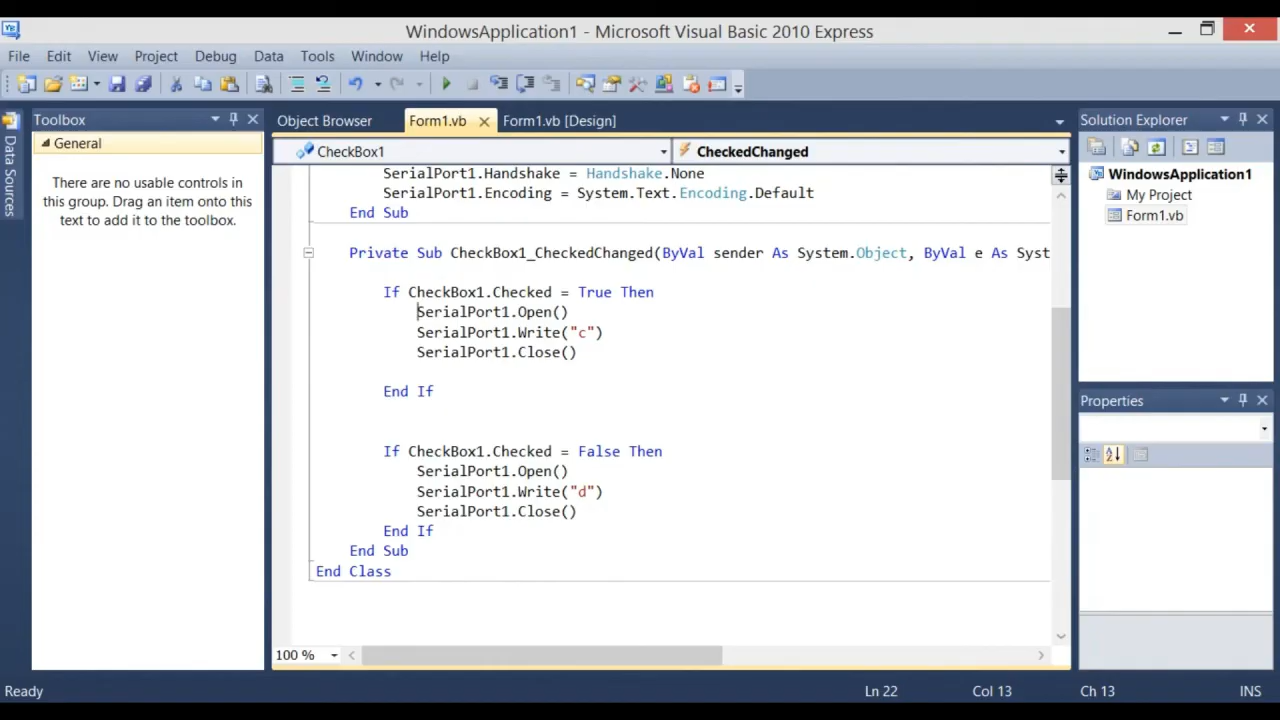 WindowsApplication1 - Microsoft Visual Basic 2010 Express
File Edit View Project Debug Data Tools Window Help
Data Sources
Toolbox
General
There are no usable controls in
this group. Drag an item onto this
text to add it to the toolbox.
Object Browser Form1.vb Form1.vb [Design]
CheckBox1 CheckedChanged
SerialPort1.Handshake = Handshake.None
SerialPort1.Encoding = System.Text.Encoding.Default
End Sub
Private Sub CheckBox1_CheckedChanged(ByVal sender As System.Object, ByVal e As Syst
If CheckBox1.Checked = True Then
SerialPort1.Open()
SerialPort1.Write("c")
SerialPort1.Close()
End If
If CheckBox1.Checked = False Then
SerialPort1.Open()
SerialPort1.Write("d")
SerialPort1.Close()
End If
End Sub
End Class
100 %
Solution Explorer
WindowsApplication1
My Project
Form1.vb
Properties
Ready Ln 22 Col 13 Ch 13 INS